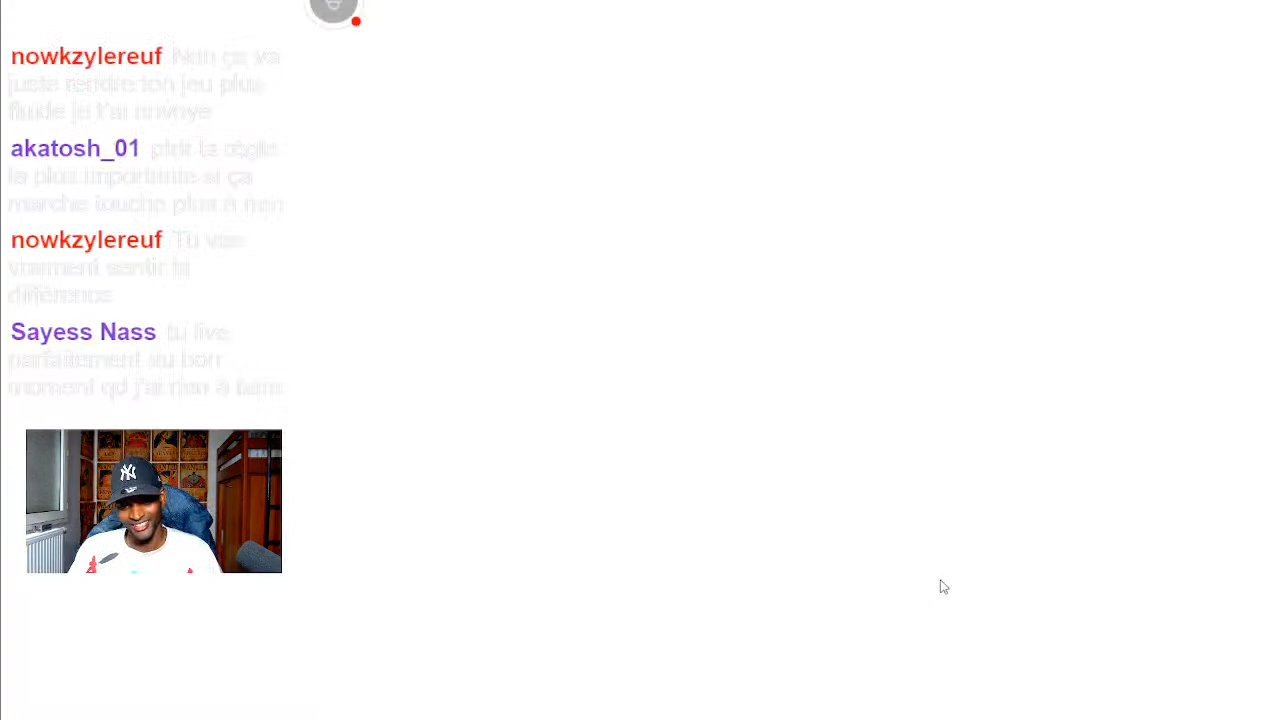 nowkzylereuf Non ça va
juste rendre ton jeu plus
fluide je t'ai envoye
akatosh_01 ptdr la règle
la plus importante si ça
marche touche plus à rien
nowkzylereuf Tu vas
vraiment sentir la
différence
Sayess Nass tu live
parfaitement au bon
moment qd j'ai rien à faire
NY